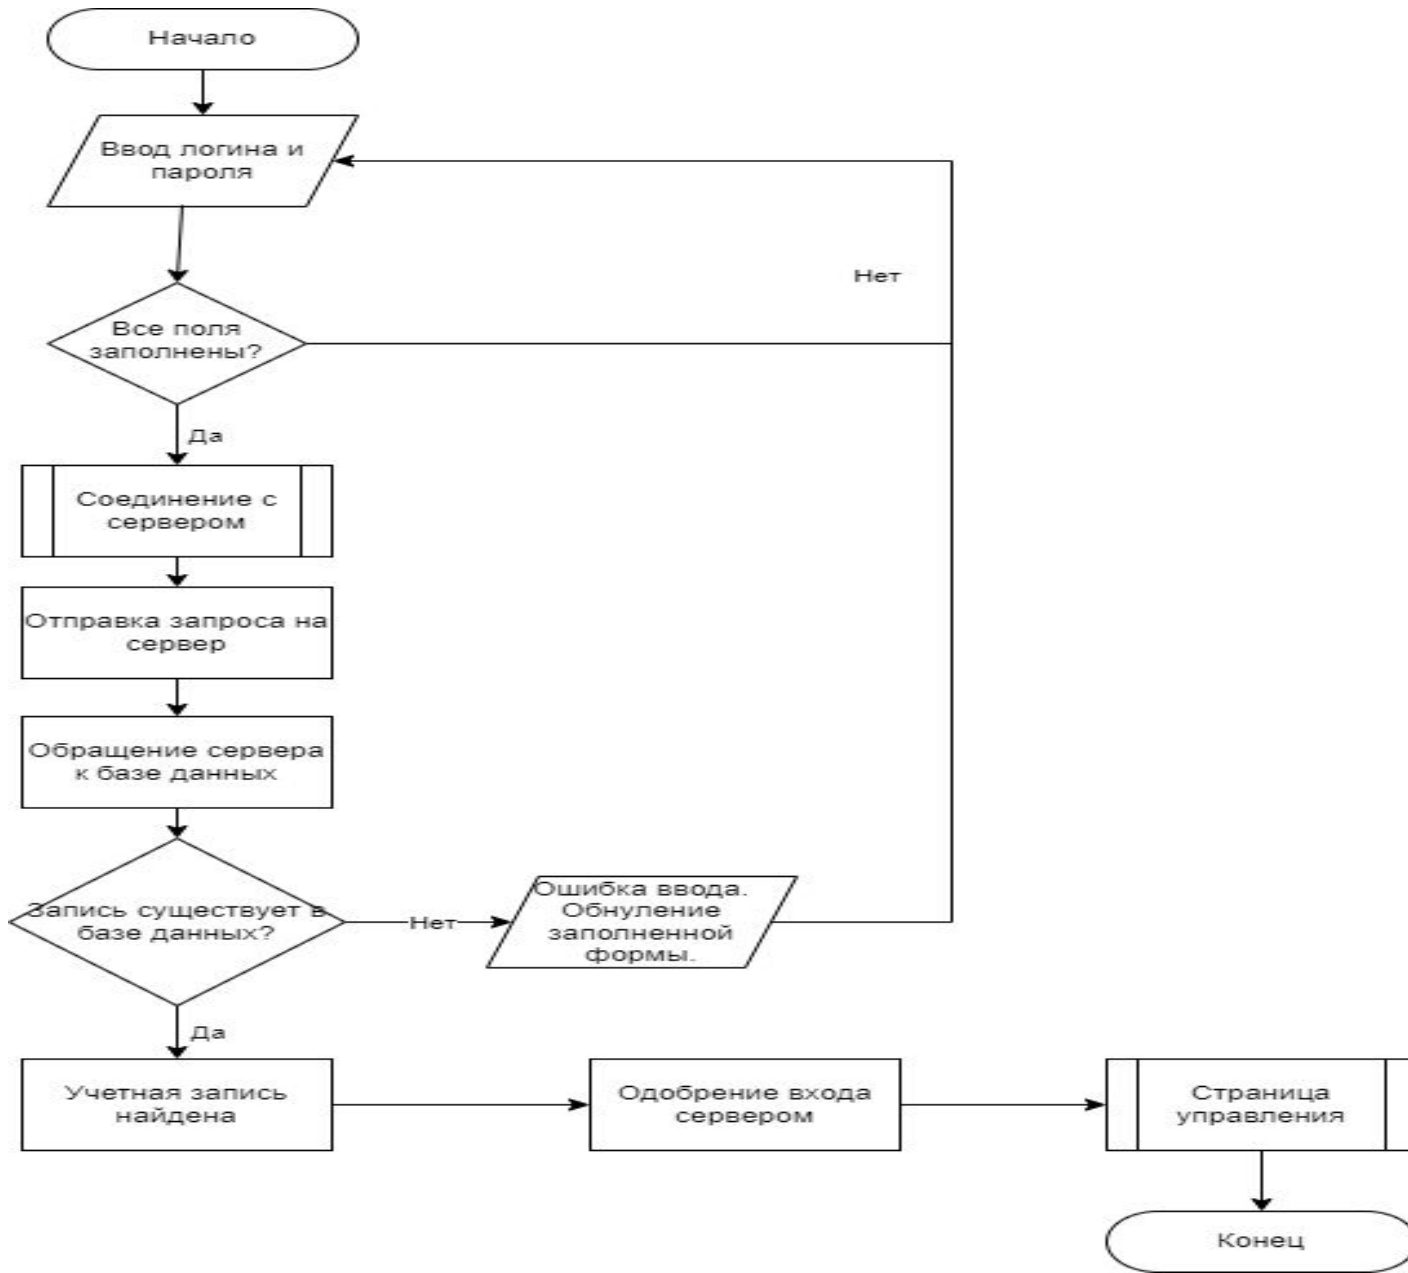 Начало
Ввод логина и
пароля
Нет
Все поля
заполнены?
Да
Соединение с
сервером
Отправка запроса на
сервер
Обращение сервера
к базе данных
Запись существует в
базе данных?
Нет
Ошибка ввода.
Обнуление
заполненной
формы.
Да
Учетная запись
найдена
Одобрение входа
сервером
Страница
управления
Конец